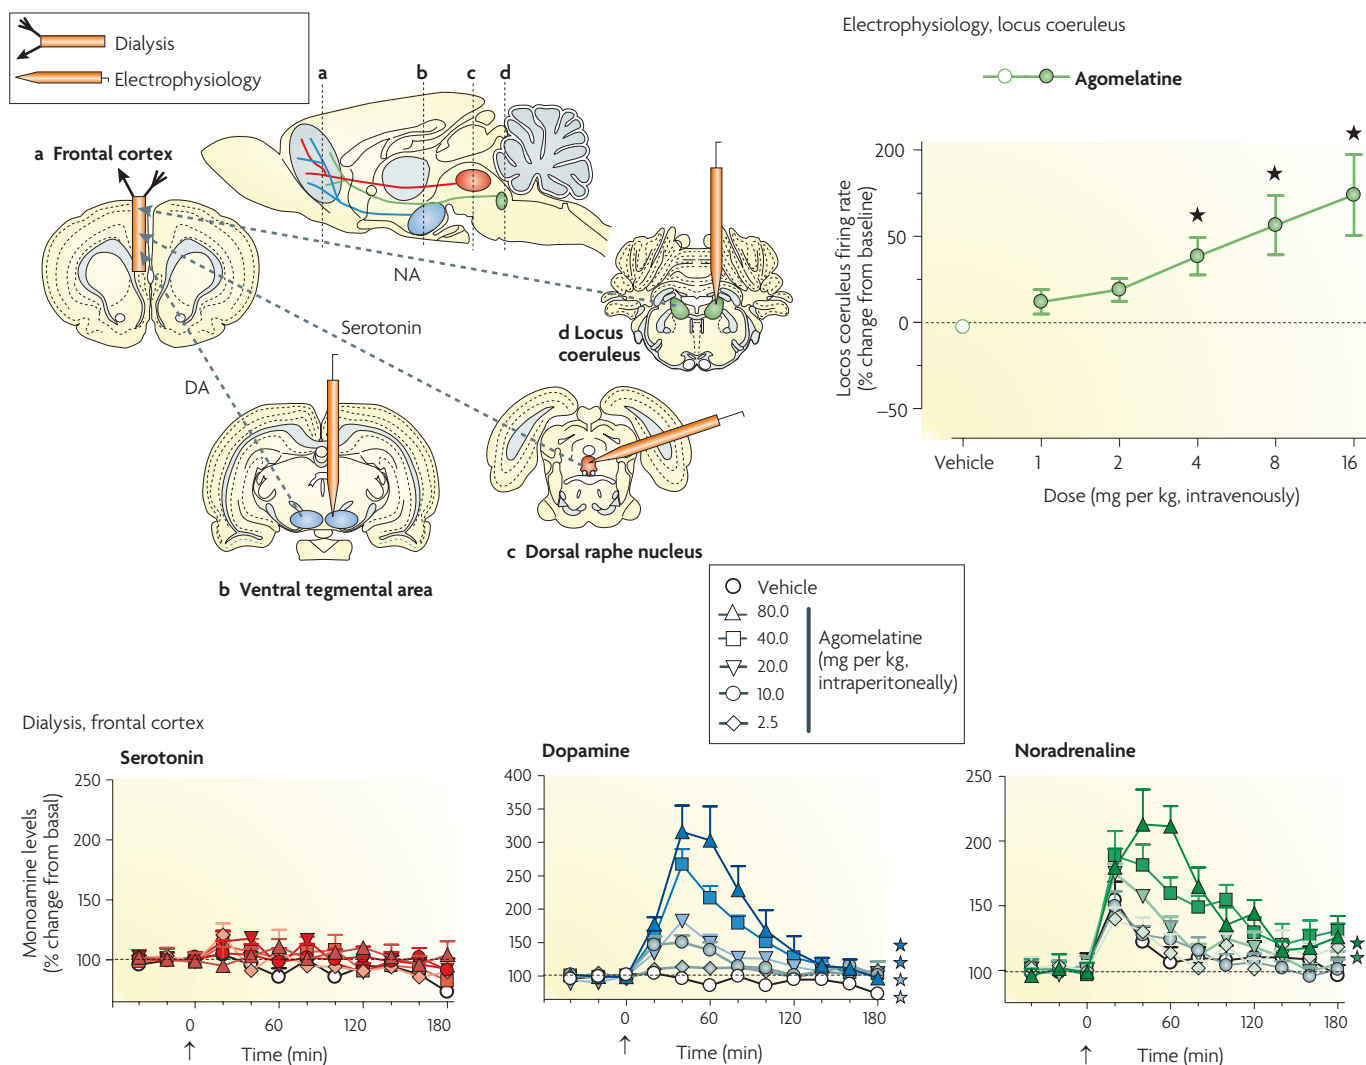 Dialysis
Electrophysiology
a b c d
a Frontal cortex
NA
Serotonin
DA
d Locus
coeruleus
b Ventral tegmental area
c Dorsal raphe nucleus
Electrophysiology, locus coeruleus
Agomelatine
Locos coeruleus firing rate
(% change from baseline)
200
50
0
–50
Vehicle 1 2 4 8 16
Dose (mg per kg, intravenously)
Vehicle
80.0
40.0
20.0
10.0
2.5
Agomelatine
(mg per kg,
intraperitoneally)
Dialysis, frontal cortex
Serotonin
Monoamine levels
(% change from basal)
250
200
150
100
0 60 120 180
Time (min)
Dopamine
400
350
300
250
200
150
100
0 60 120 180
Time (min)
Noradrenaline
250
200
150
100
0 60 120 180
Time (min)